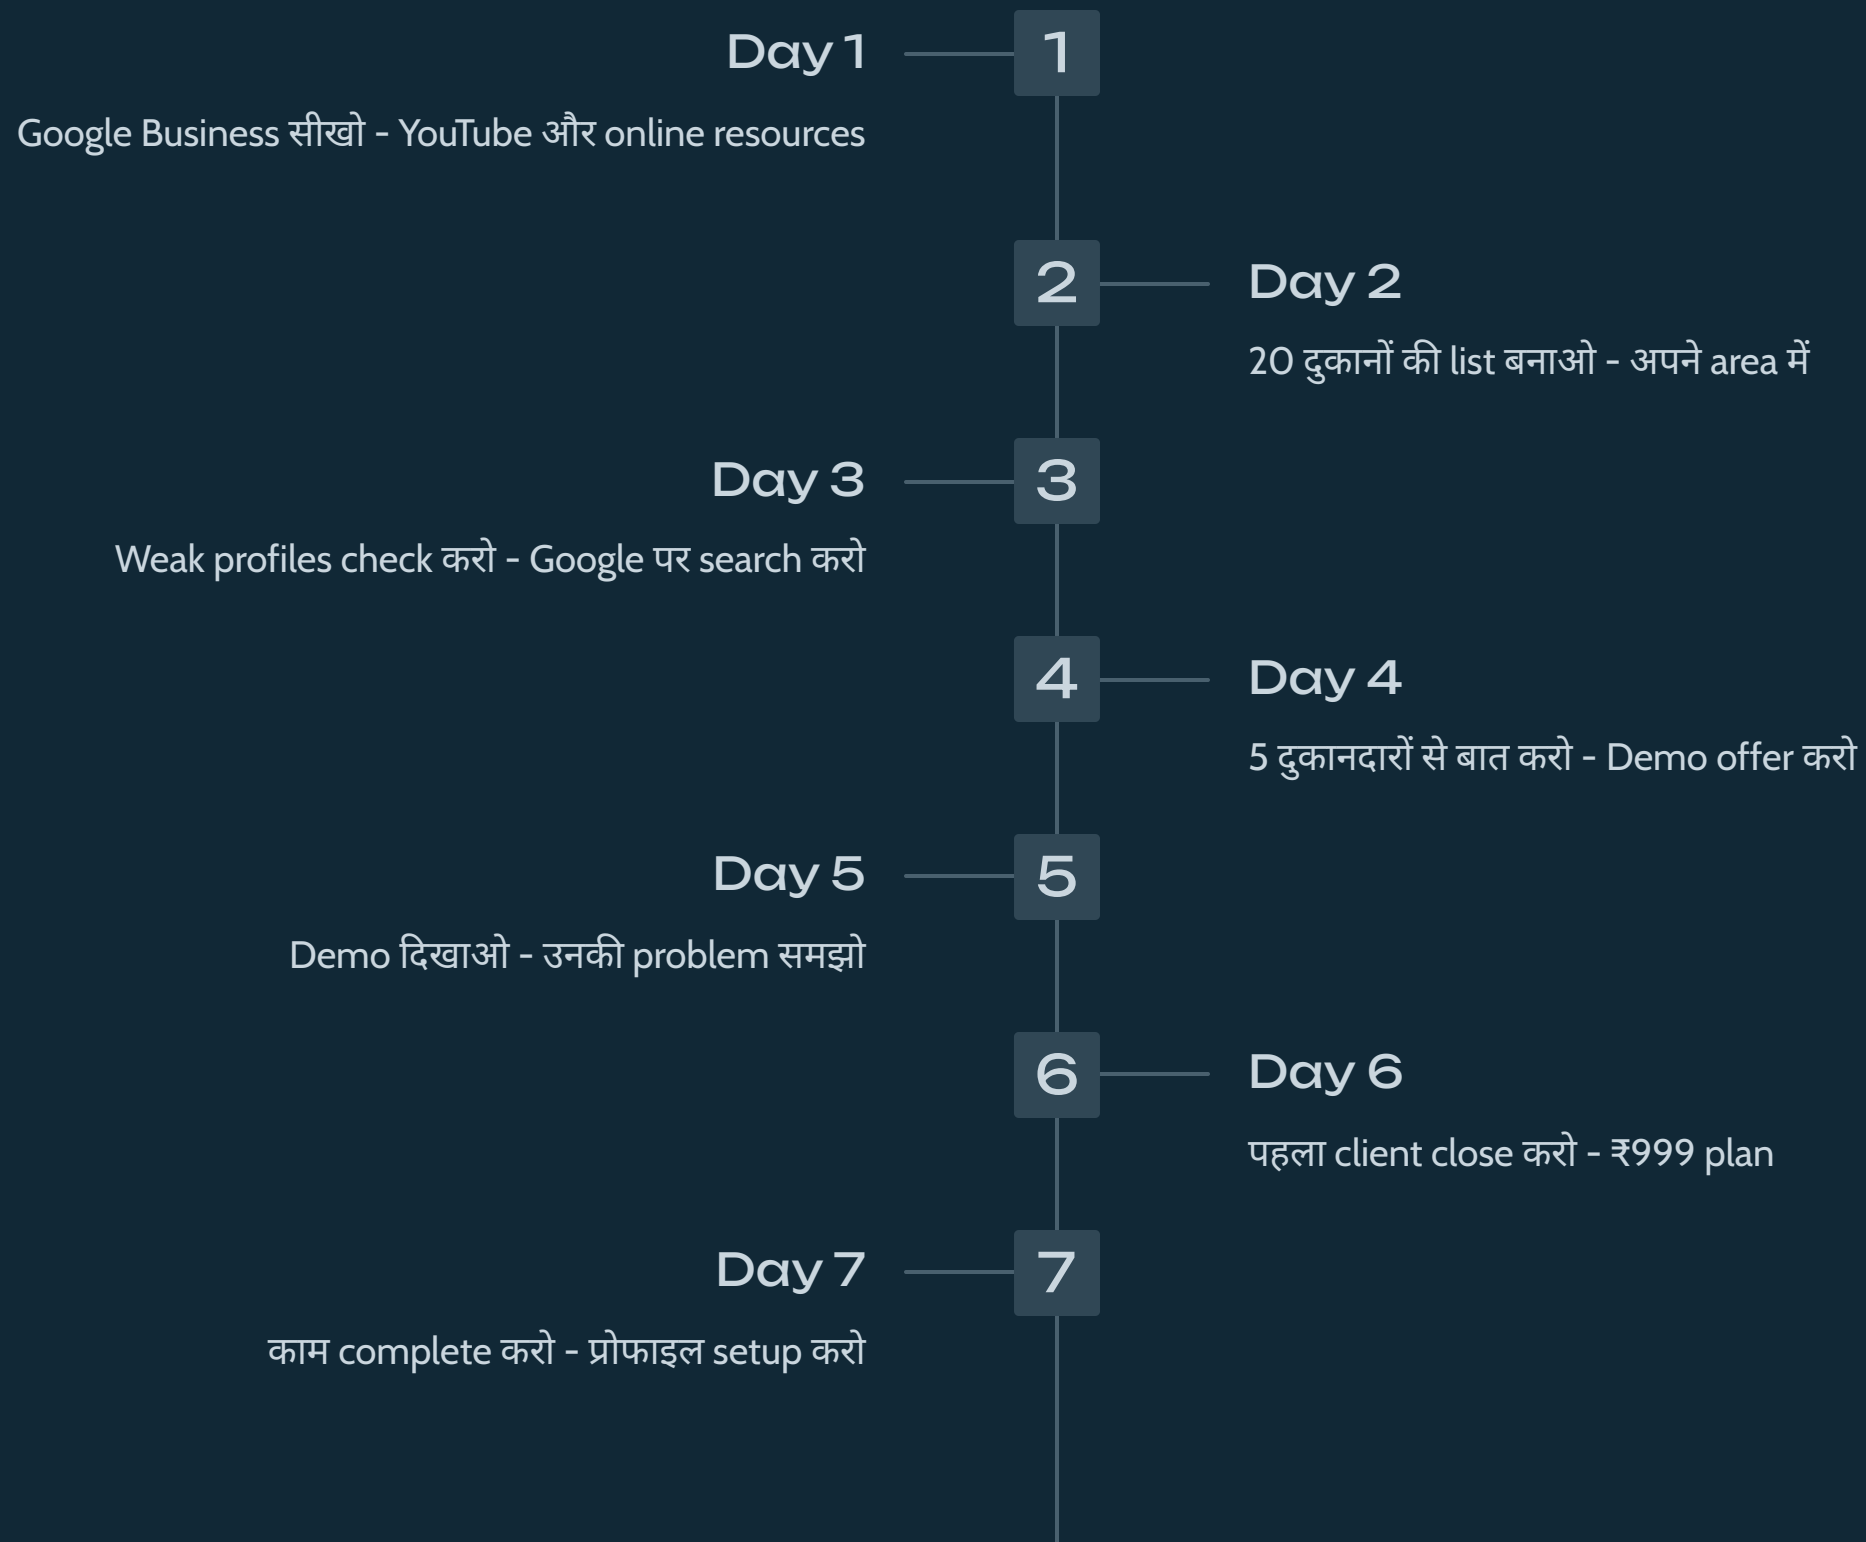 Day 1
1
Google Business सीखो - YouTube और online resources
2
Day 2
20 दुकानों की list बनाओ - अपने area में
Day 3
3
Weak profiles check करो - Google पर search करो
4
Day 4
5 दुकानदारों से बात करो - Demo offer करो
Day 5
5
Demo दिखाओ - उनकी problem समझो
6
Day 6
पहला client close करो - ₹999 plan
Day 7
7
काम complete करो - प्रोफाइल setup करो